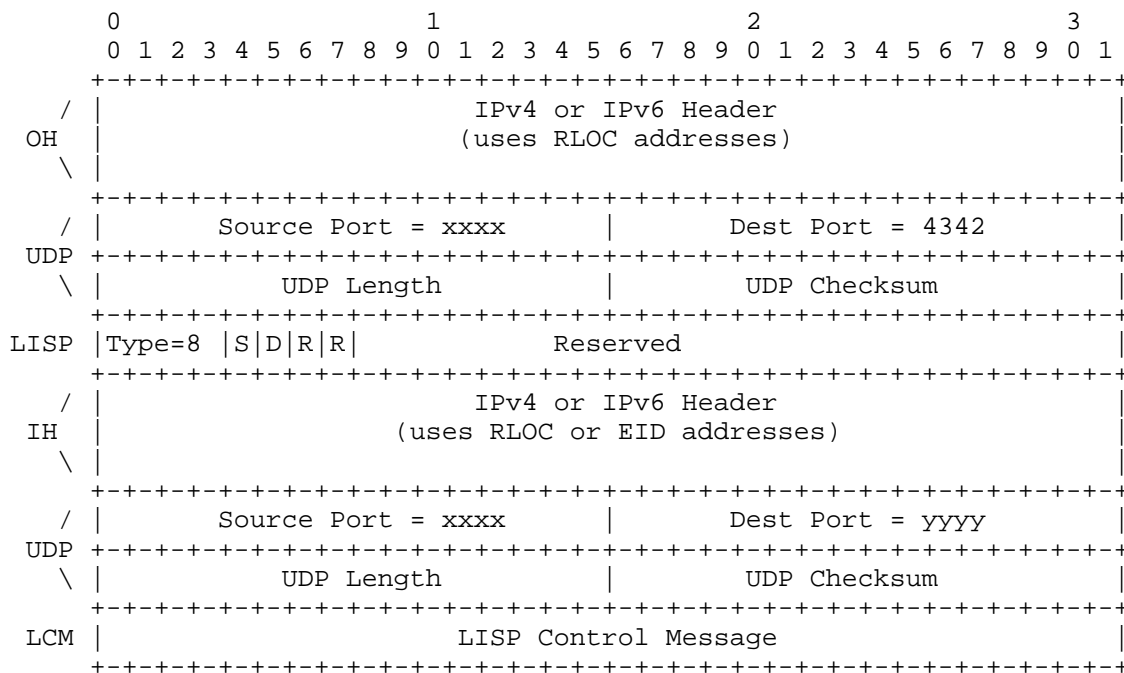 0                   1                   2                   3
 0 1 2 3 4 5 6 7 8 9 0 1 2 3 4 5 6 7 8 9 0 1 2 3 4 5 6 7 8 9 0 1
+-+-+-+-+-+-+-+-+-+-+-+-+-+-+-+-+-+-+-+-+-+-+-+-+-+-+-+-+-+-+-+-+
/ | IPv4 or IPv6 Header |
OH | (uses RLOC addresses) |
\ | |
+-+-+-+-+-+-+-+-+-+-+-+-+-+-+-+-+-+-+-+-+-+-+-+-+-+-+-+-+-+-+-+-+
/ | Source Port = xxxx | Dest Port = 4342 |
UDP +-+-+-+-+-+-+-+-+-+-+-+-+-+-+-+-+-+-+-+-+-+-+-+-+-+-+-+-+-+-+-+-+
\ | UDP Length | UDP Checksum |
+-+-+-+-+-+-+-+-+-+-+-+-+-+-+-+-+-+-+-+-+-+-+-+-+-+-+-+-+-+-+-+-+
LISP |Type=8 |S|D|R|R| Reserved |
+-+-+-+-+-+-+-+-+-+-+-+-+-+-+-+-+-+-+-+-+-+-+-+-+-+-+-+-+-+-+-+-+
/ | IPv4 or IPv6 Header |
IH | (uses RLOC or EID addresses) |
\ | |
+-+-+-+-+-+-+-+-+-+-+-+-+-+-+-+-+-+-+-+-+-+-+-+-+-+-+-+-+-+-+-+-+
/ | Source Port = xxxx | Dest Port = yyyy |
UDP +-+-+-+-+-+-+-+-+-+-+-+-+-+-+-+-+-+-+-+-+-+-+-+-+-+-+-+-+-+-+-+-+
\ | UDP Length | UDP Checksum |
+-+-+-+-+-+-+-+-+-+-+-+-+-+-+-+-+-+-+-+-+-+-+-+-+-+-+-+-+-+-+-+-+
LCM | LISP Control Message |
+-+-+-+-+-+-+-+-+-+-+-+-+-+-+-+-+-+-+-+-+-+-+-+-+-+-+-+-+-+-+-+-+